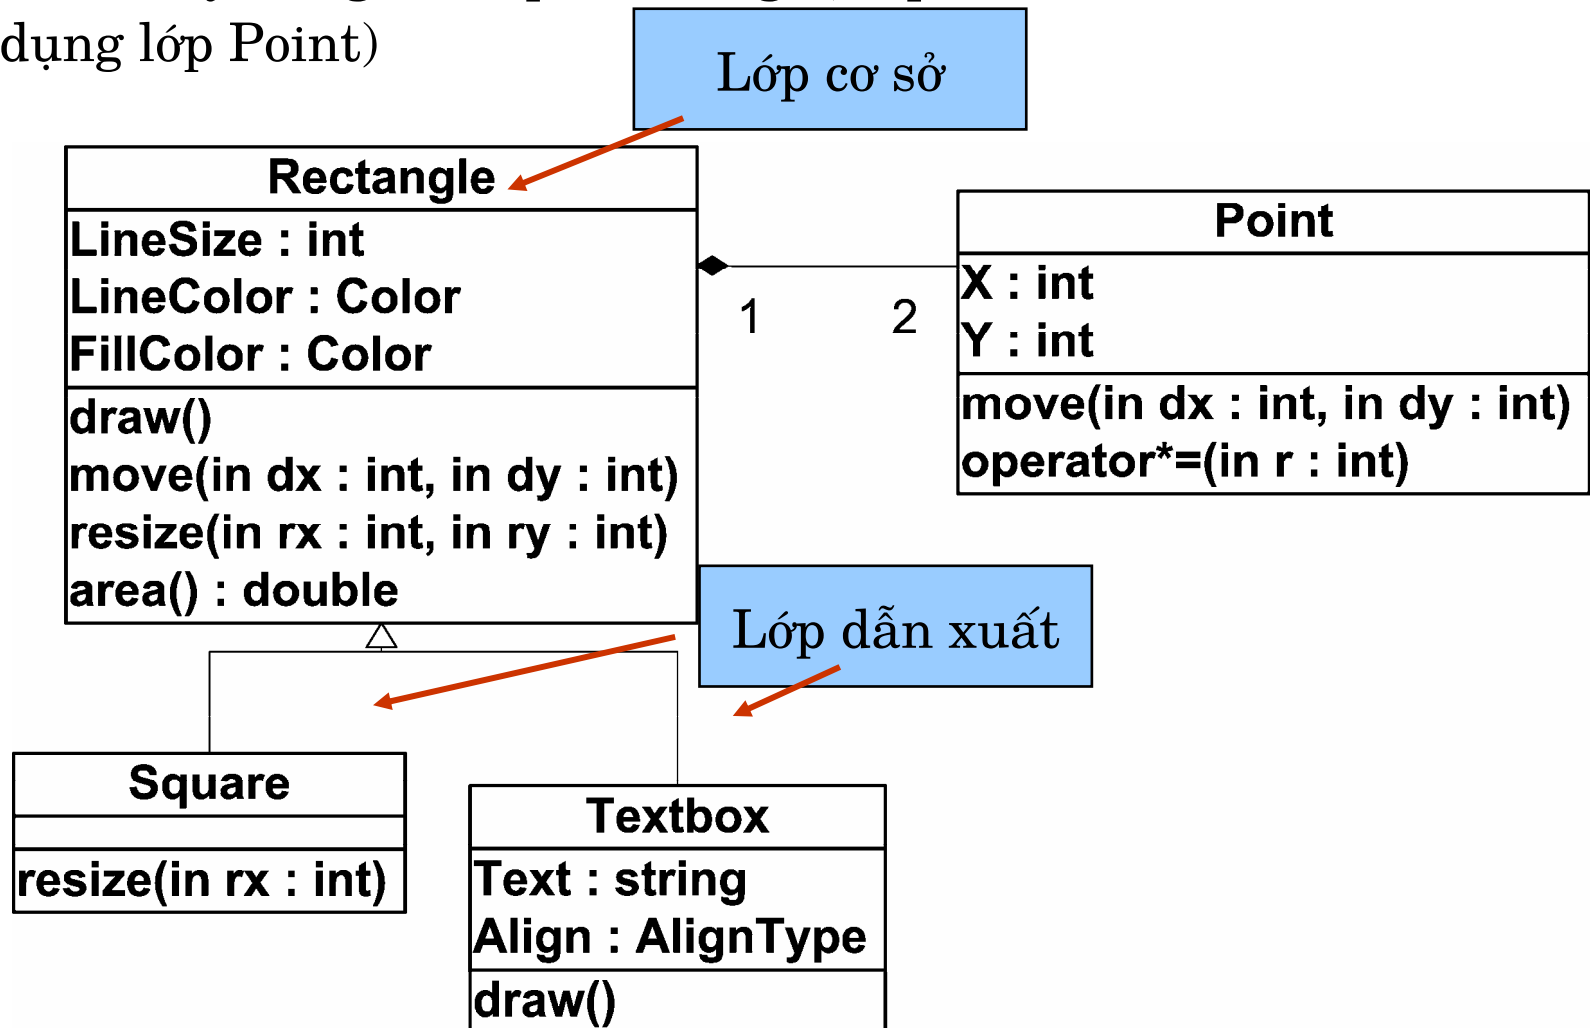 dụng lớp Point)
Lớp cơ sở
Rectangle
LineSize : int
LineColor : Color
FillColor : Color
draw()
move(in dx : int, in dy : int)
resize(in rx : int, in ry : int)
area() : double
1
2
Point
X : int
Y : int
move(in dx : int, in dy : int)
operator*=(in r : int)
Lớp dẫn xuất
Square
resize(in rx : int)
Textbox
Text : string
Align : AlignType
draw()